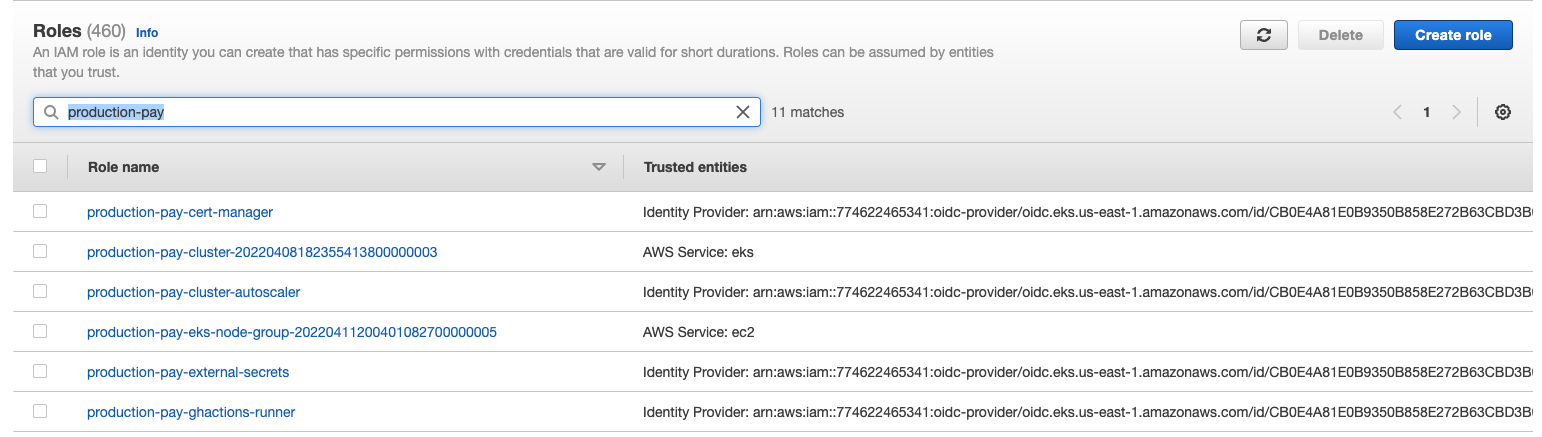 Roles (460) Info
An IAM role is an identity you can create that has specific permissions with credentials that are valid for short durations. Roles can be assumed by entities
that you trust.
Delete
Create role
production-pay
11 matches
1
Role name
Trusted entities
production-pay-cert-manager Identity Provider: arn:aws:iam::774622465341:oidc-provider/oidc.eks.us-east-1.amazonaws.com/id/CB0E4A81E0B9350B858E272B63CBD3B
production-pay-cluster-20220408182355413800000003 AWS Service: eks
production-pay-cluster-autoscaler Identity Provider: arn:aws:iam::774622465341:oidc-provider/oidc.eks.us-east-1.amazonaws.com/id/CB0E4A81E0B9350B858E272B63CBD3B
production-pay-eks-node-group-20220411200401082700000005 AWS Service: ec2
production-pay-external-secrets Identity Provider: arn:aws:iam::774622465341:oidc-provider/oidc.eks.us-east-1.amazonaws.com/id/CB0E4A81E0B9350B858E272B63CBD3B
production-pay-ghactions-runner Identity Provider: arn:aws:iam::774622465341:oidc-provider/oidc.eks.us-east-1.amazonaws.com/id/CB0E4A81E0B9350B858E272B63CBD3B